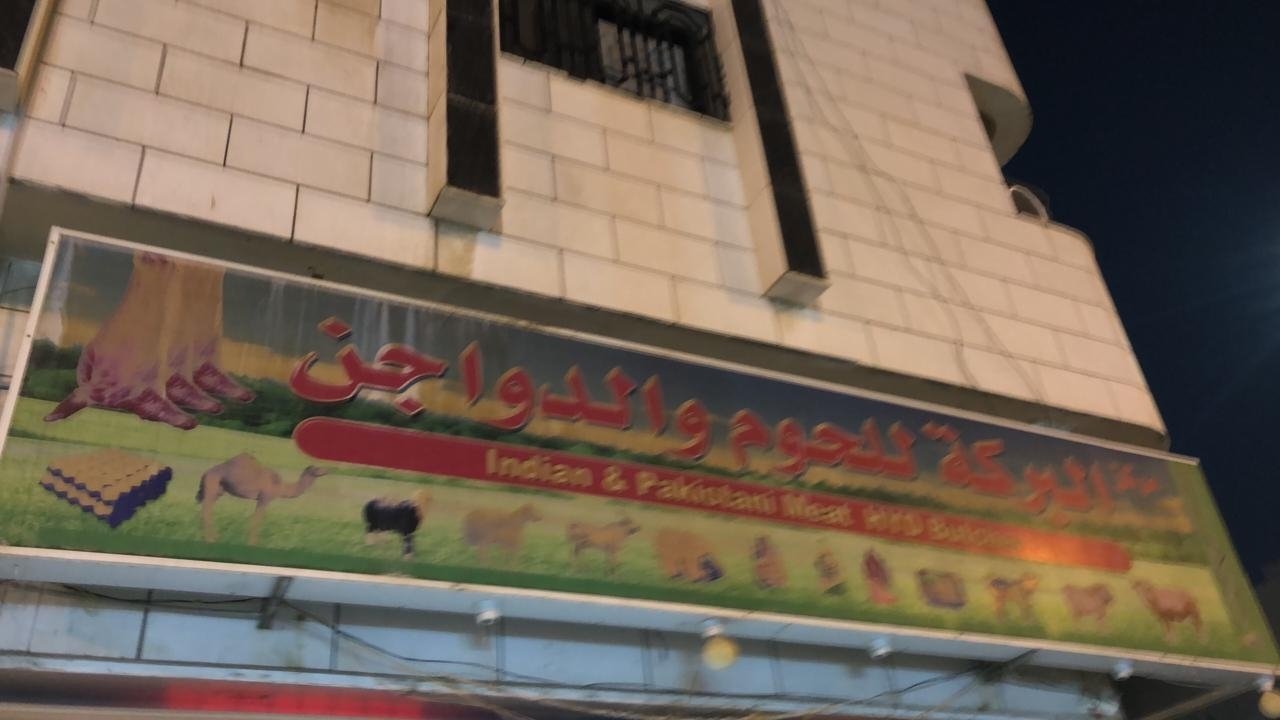 البركة للحوم والدواجن
Indian & Pakistani Meat